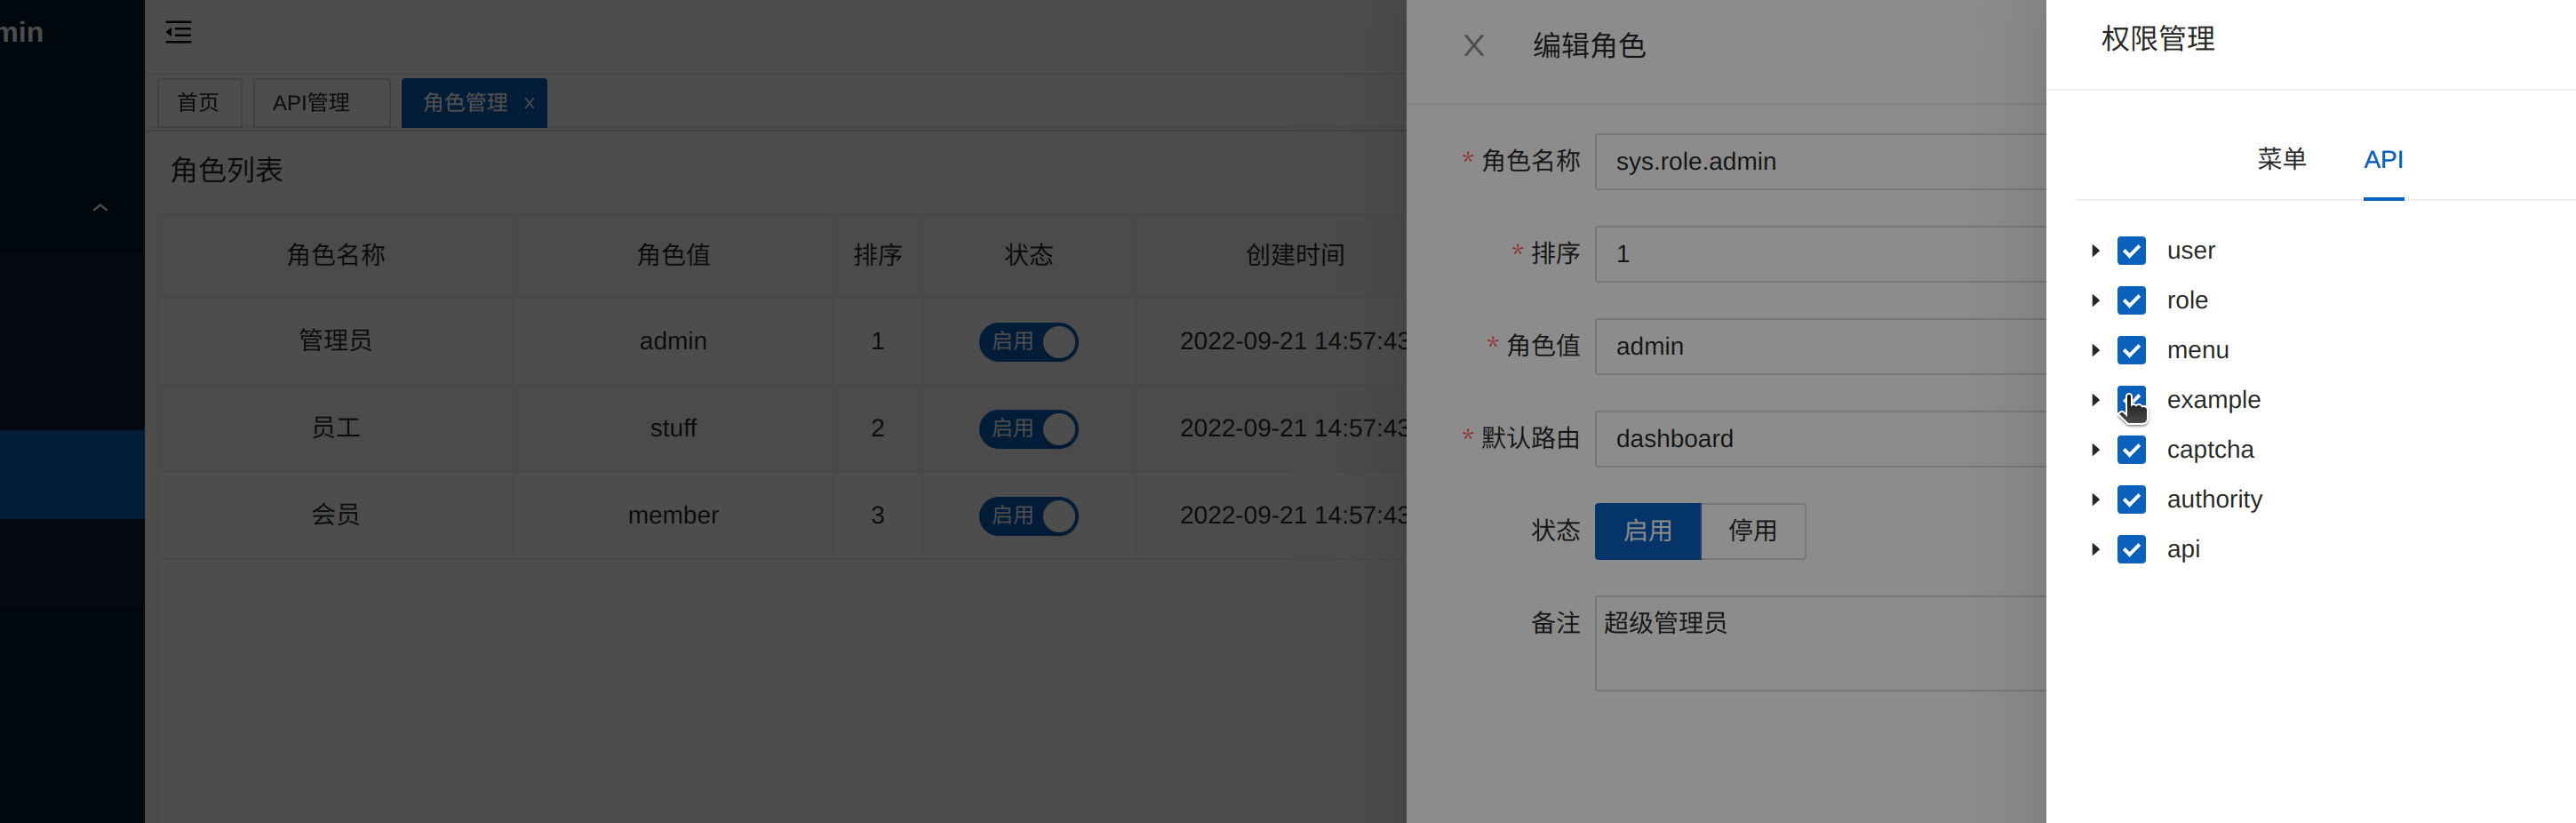 min
首页
API管理
角色管理 x
角色列表
角色名称 角色值 排序 状态 创建时间
管理员 admin 1 启用 2022-09-21 14:57:43
员工 stuff 2 启用 2022-09-21 14:57:43
会员 member 3 启用 2022-09-21 14:57:43
编辑角色
* 角色名称 sys.role.admin
* 排序 1
* 角色值 admin
* 默认路由 dashboard
状态 启用 停用
备注 超级管理员
权限管理
菜单 API
user
role
menu
example
captcha
authority
api